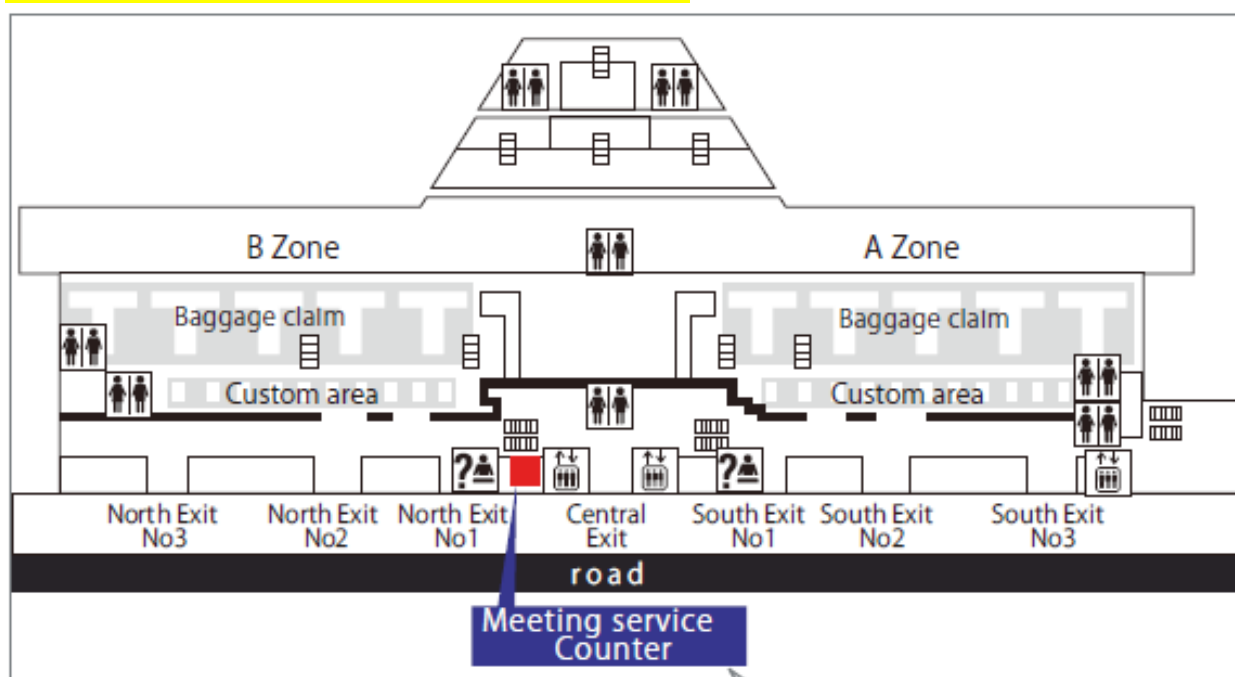 B Zone
A Zone
Baggage claim
Baggage claim
Custom area
Custom area
?
?
North Exit
No3
North Exit
No2
North Exit
No1
Central
Exit
South Exit
No1
South Exit
No2
South Exit
No3
road
Meeting service
Counter